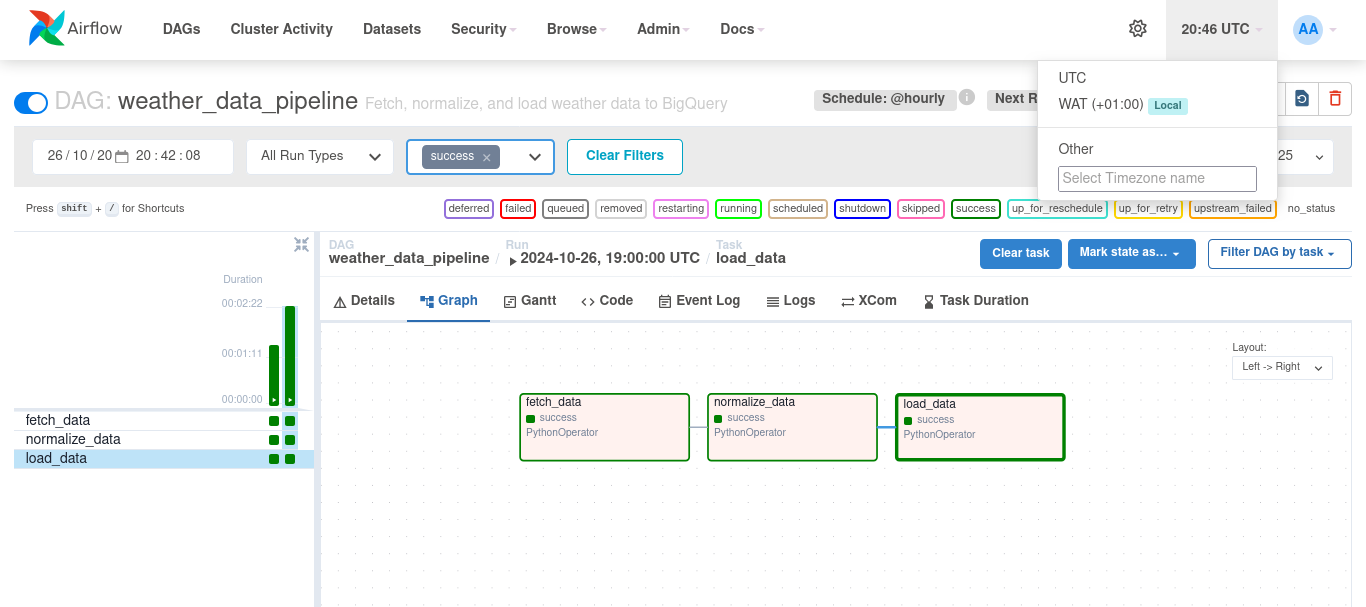 Airflow DAGs Cluster Activity Datasets Security Browse Admin Docs 20:46 UTC AA
UTC
WAT (+01:00) Local
Other
Select Timezone name
DAG: weather_data_pipeline Fetch, normalize, and load weather data to BigQuery Schedule: @hourly i Next R
26 / 10 / 20 20 : 42 : 08 All Run Types success × Clear Filters 25
Press shift + / for Shortcuts deferred failed queued removed restarting running scheduled shutdown skipped success up_for_reschedule up_for_retry upstream_failed no_status
DAG Run Task
weather_data_pipeline / 2024-10-26, 19:00:00 UTC / load_data
Clear task Mark state as... Filter DAG by task
Details Graph Gantt Code Event Log Logs XCom Task Duration
Duration
00:02:22
00:01:11
00:00:00
fetch_data
normalize_data
load_data
Layout:
Left -> Right
fetch_data
success
PythonOperator
normalize_data
success
PythonOperator
load_data
success
PythonOperator